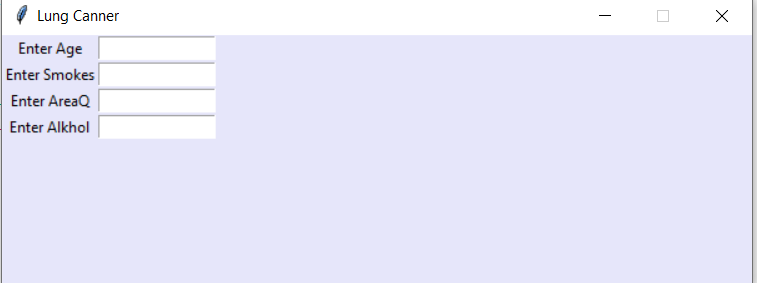 Lung Canner
Enter Age
Enter Smokes
Enter AreaQ
Enter Alkhol